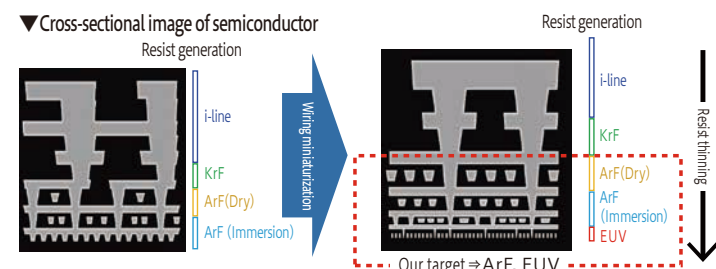 ▼Cross-sectional image of semiconductor
Resist generation
i-line
KrF
ArF(Dry)
ArF (Immersion)
Wiring miniaturization
Resist generation
i-line
KrF
ArF(Dry)
ArF
(Immersion)
EUV
Resist thinning
Our target ⇒ArF, EUV